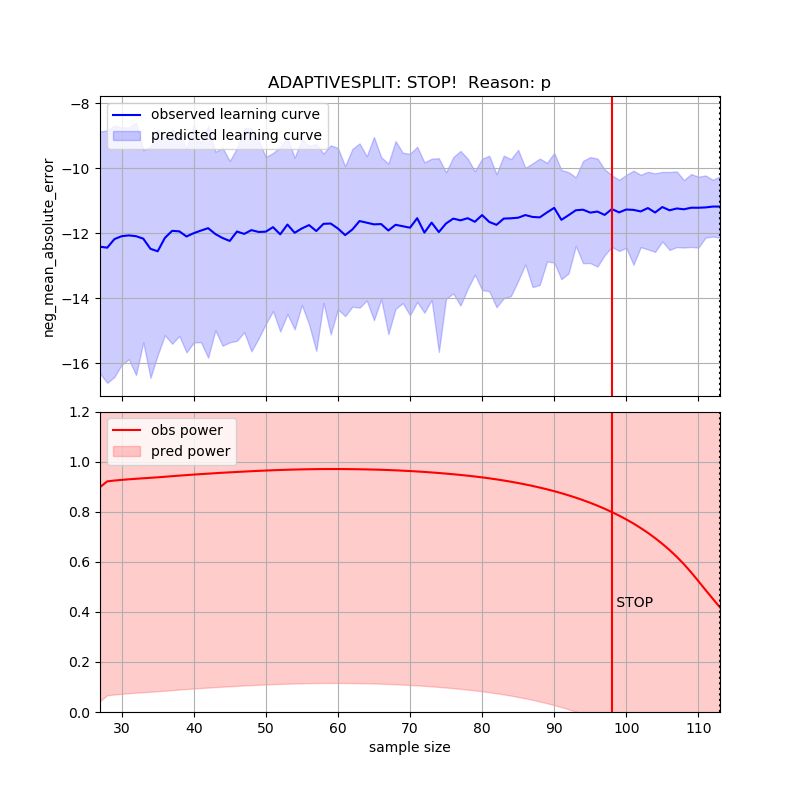 ADAPTIVESPLIT: STOP!  Reason: p
observed learning curve
predicted learning curve
−8
−10
−12
−14
−16
neg_mean_absolute_error
obs power
pred power
1.2
1.0
0.8
0.6
0.4
0.2
0.0
STOP
30 40 50 60 70 80 90 100 110
sample size